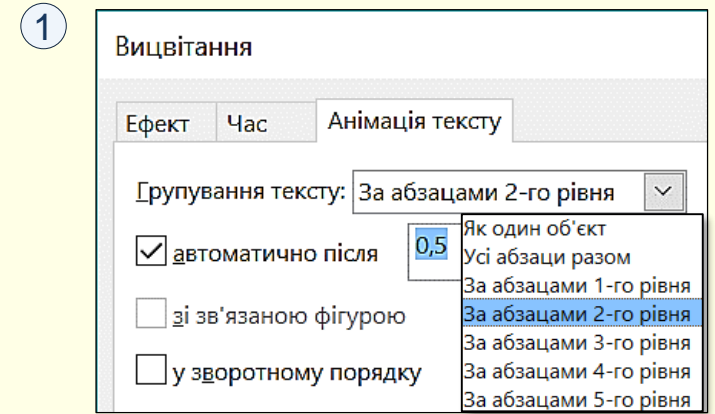 1
Вицвітання
Ефект Час Анімація тексту
Групування тексту: За абзацами 2-го рівня
автоматично після 0,5
зі зв'язаною фігурою
у зворотному порядку
Як один об'єкт
Усі абзаци разом
За абзацами 1-го рівня
За абзацами 2-го рівня
За абзацами 3-го рівня
За абзацами 4-го рівня
За абзацами 5-го рівня